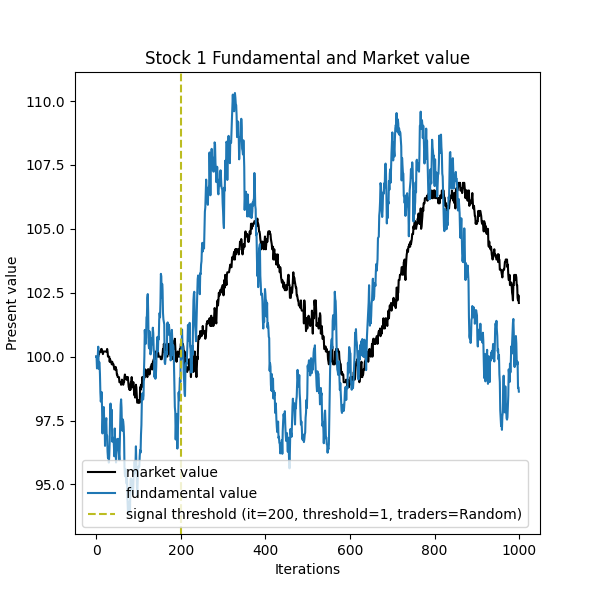 Stock 1 Fundamental and Market value
Present value
110.0
107.5
105.0
102.5
100.0
97.5
95.0
market value
fundamental value
signal threshold (it=200, threshold=1, traders=Random)
0 200 400 600 800 1000
Iterations